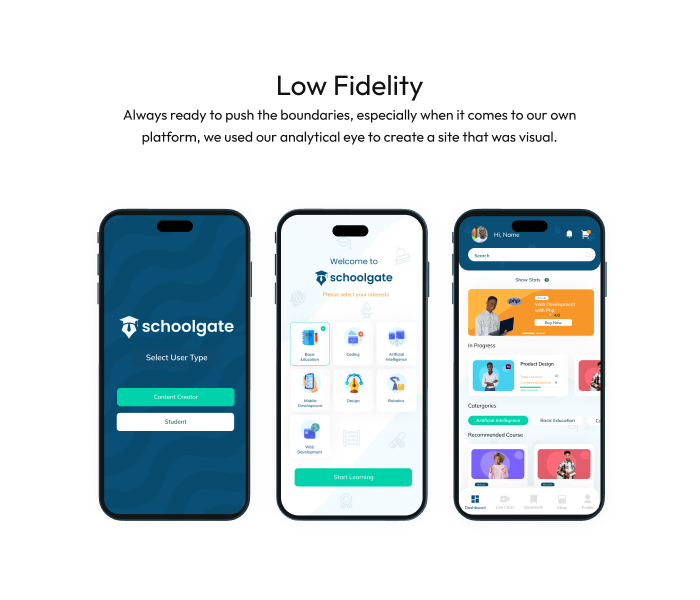 Low Fidelity
Always ready to push the boundaries, especially when it comes to our own
platform, we used our analytical eye to create a site that was visual.
schoolgate
Select User Type
Content Creator
Student
Welcome to
schoolgate
Please select your interests
Basic
Education
Coding
Artificial
Intelligence
Mobile
Development
Design
Robotics
Web
Development
Start Learning
Hi, Name
Search
Show Stats
php
Web Development
with Php
4.0
Buy Now
In Progress
Product Design
Categories
Artificial Intelligence
Basic Education
Recommended Course
Dashboard
Live Class
Bookmark
Shop
Profile